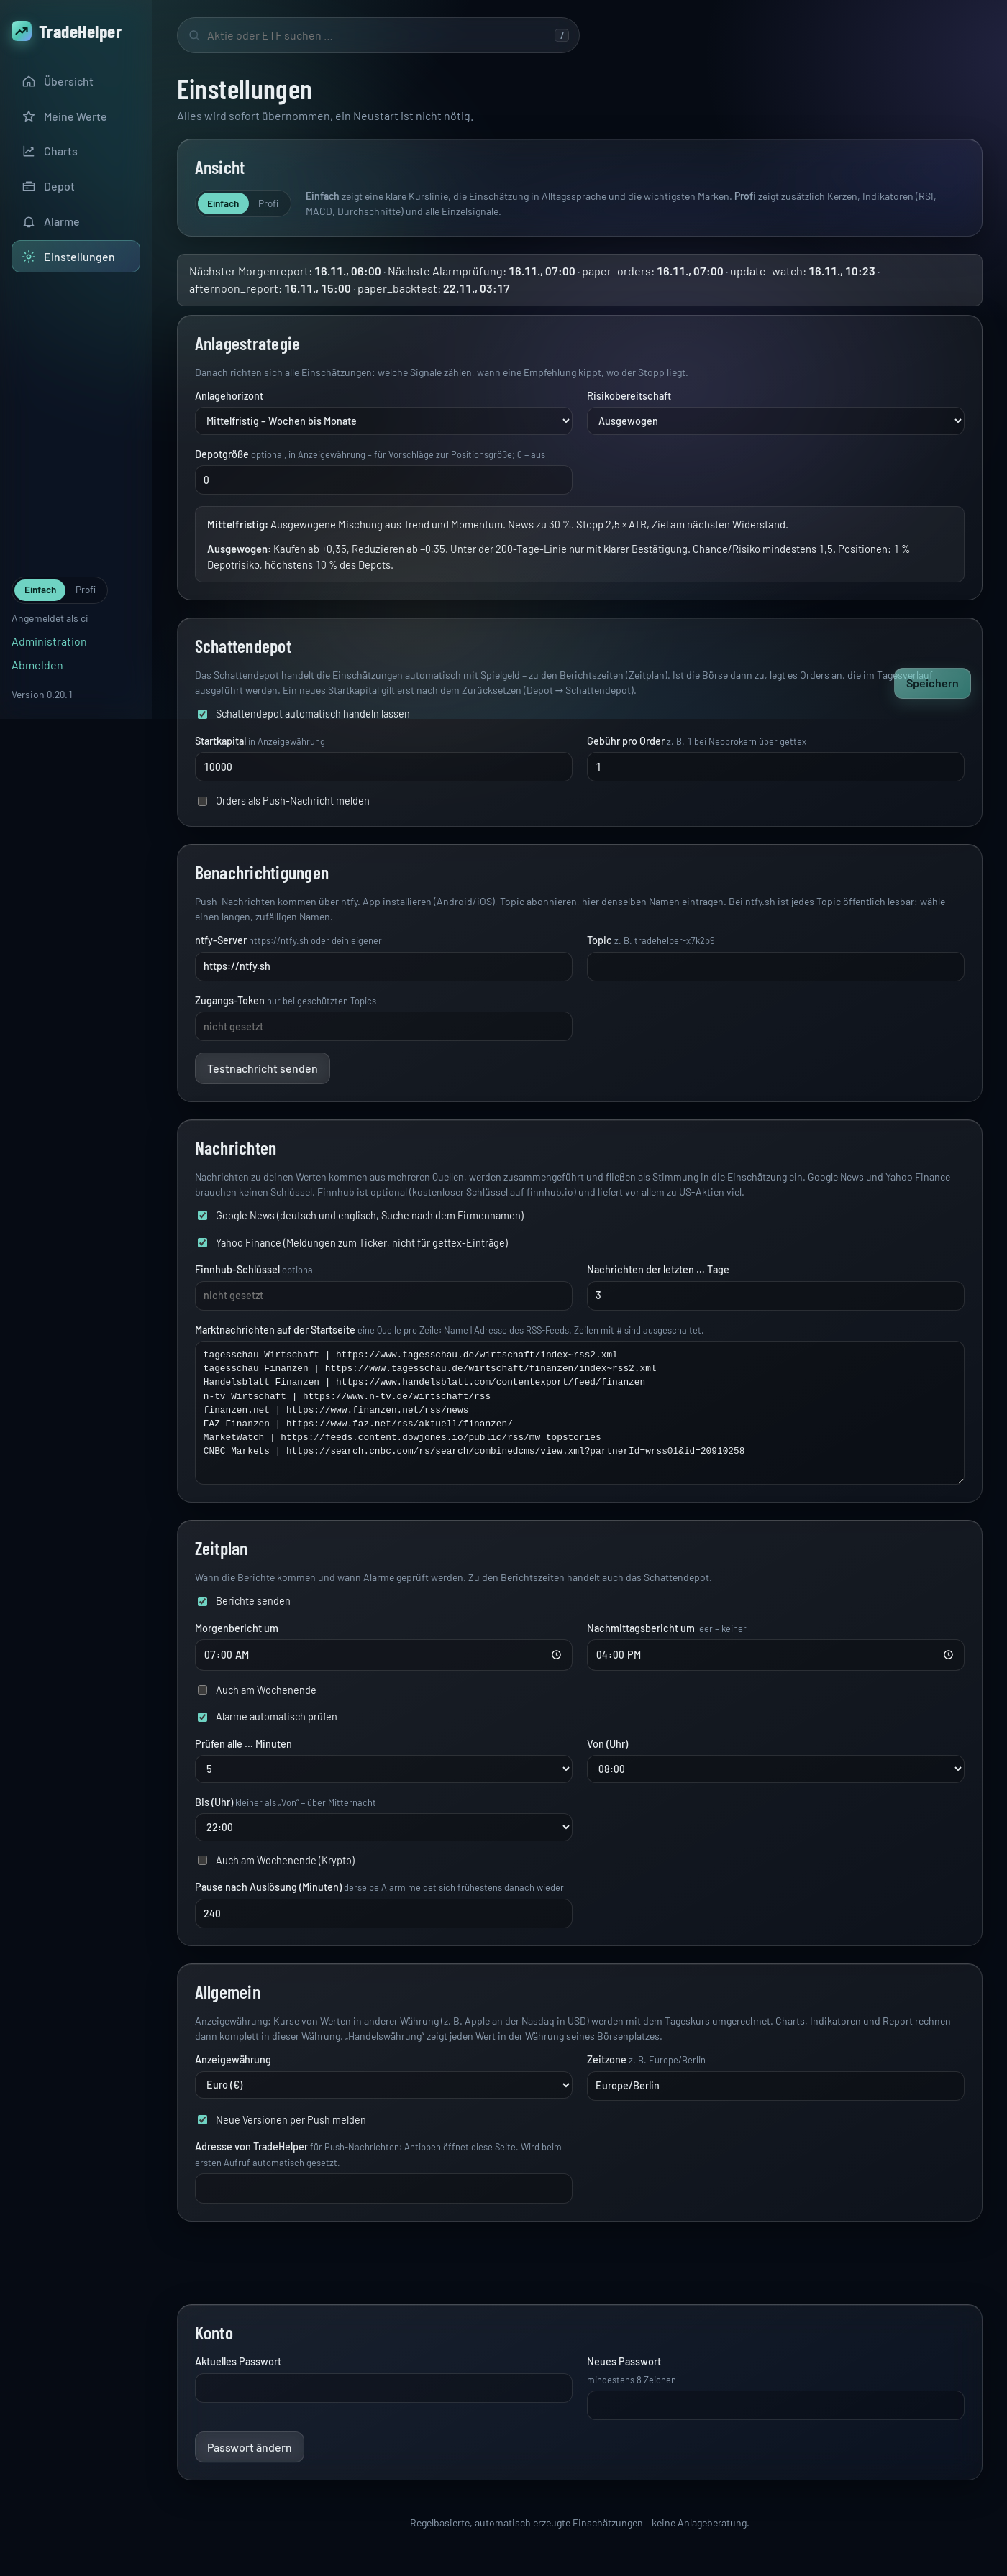 TradeHelper
Aktie oder ETF suchen ...
/
Übersicht
Meine Werte
Charts
Depot
Alarme
Einstellungen
Einstellungen
Alles wird sofort übernommen, ein Neustart ist nicht nötig.
Ansicht
Einfach Profi
Einfach zeigt eine klare Kurslinie, die Einschätzung in Alltagssprache und die wichtigsten Marken. Profi zeigt zusätzlich Kerzen, Indikatoren (RSI,
MACD, Durchschnitte) und alle Einzelsignale.
Nächster Morgenreport: 16.11., 06:00 · Nächste Alarmprüfung: 16.11., 07:00 · paper_orders: 16.11., 07:00 · update_watch: 16.11., 10:23 ·
afternoon_report: 16.11., 15:00 · paper_backtest: 22.11., 03:17
Anlagestrategie
Danach richten sich alle Einschätzungen: welche Signale zählen, wann eine Empfehlung kippt, wo der Stopp liegt.
Anlagehorizont
Mittelfristig – Wochen bis Monate
Risikobereitschaft
Ausgewogen
Depotgröße optional, in Anzeigewährung – für Vorschläge zur Positionsgröße; 0 = aus
0
Mittelfristig: Ausgewogene Mischung aus Trend und Momentum. News zu 30 %. Stopp 2,5 × ATR, Ziel am nächsten Widerstand.
Ausgewogen: Kaufen ab +0,35, Reduzieren ab −0,35. Unter der 200-Tage-Linie nur mit klarer Bestätigung. Chance/Risiko mindestens 1,5. Positionen: 1 %
Depotrisiko, höchstens 10 % des Depots.
Einfach Profi
Angemeldet als ci
Administration
Abmelden
Version 0.20.1
Schattendepot
Das Schattendepot handelt die Einschätzungen automatisch mit Spielgeld – zu den Berichtszeiten (Zeitplan). Ist die Börse dann zu, legt es Orders an, die im Tagesverlauf
ausgeführt werden. Ein neues Startkapital gilt erst nach dem Zurücksetzen (Depot → Schattendepot).
Speichern
Schattendepot automatisch handeln lassen
Startkapital in Anzeigewährung
10000
Gebühr pro Order z. B. 1 bei Neobrokern über gettex
1
Orders als Push-Nachricht melden
Benachrichtigungen
Push-Nachrichten kommen über ntfy. App installieren (Android/iOS), Topic abonnieren, hier denselben Namen eintragen. Bei ntfy.sh ist jedes Topic öffentlich lesbar: wähle
einen langen, zufälligen Namen.
ntfy-Server https://ntfy.sh oder dein eigener
https://ntfy.sh
Topic z. B. tradehelper-x7k2p9
Zugangs-Token nur bei geschützten Topics
nicht gesetzt
Testnachricht senden
Nachrichten
Nachrichten zu deinen Werten kommen aus mehreren Quellen, werden zusammengeführt und fließen als Stimmung in die Einschätzung ein. Google News und Yahoo Finance
brauchen keinen Schlüssel. Finnhub ist optional (kostenloser Schlüssel auf finnhub.io) und liefert vor allem zu US-Aktien viel.
Google News (deutsch und englisch, Suche nach dem Firmennamen)
Yahoo Finance (Meldungen zum Ticker, nicht für gettex-Einträge)
Finnhub-Schlüssel optional
nicht gesetzt
Nachrichten der letzten ... Tage
3
Marktnachrichten auf der Startseite eine Quelle pro Zeile: Name | Adresse des RSS-Feeds. Zeilen mit # sind ausgeschaltet.
tagesschau Wirtschaft | https://www.tagesschau.de/wirtschaft/index~rss2.xml
tagesschau Finanzen | https://www.tagesschau.de/wirtschaft/finanzen/index~rss2.xml
Handelsblatt Finanzen | https://www.handelsblatt.com/contentexport/feed/finanzen
n-tv Wirtschaft | https://www.n-tv.de/wirtschaft/rss
finanzen.net | https://www.finanzen.net/rss/news
FAZ Finanzen | https://www.faz.net/rss/aktuell/finanzen/
MarketWatch | https://feeds.content.dowjones.io/public/rss/mw_topstories
CNBC Markets | https://search.cnbc.com/rs/search/combinedcms/view.xml?partnerId=wrss01&id=20910258
Zeitplan
Wann die Berichte kommen und wann Alarme geprüft werden. Zu den Berichtszeiten handelt auch das Schattendepot.
Berichte senden
Morgenbericht um
07:00 AM
Nachmittagsbericht um leer = keiner
04:00 PM
Auch am Wochenende
Alarme automatisch prüfen
Prüfen alle ... Minuten
5
Von (Uhr)
08:00
Bis (Uhr) kleiner als „Von“ = über Mitternacht
22:00
Auch am Wochenende (Krypto)
Pause nach Auslösung (Minuten) derselbe Alarm meldet sich frühestens danach wieder
240
Allgemein
Anzeigewährung: Kurse von Werten in anderer Währung (z. B. Apple an der Nasdaq in USD) werden mit dem Tageskurs umgerechnet. Charts, Indikatoren und Report rechnen
dann komplett in dieser Währung. „Handelswährung“ zeigt jeden Wert in der Währung seines Börsenplatzes.
Anzeigewährung
Euro (€)
Zeitzone z. B. Europe/Berlin
Europe/Berlin
Neue Versionen per Push melden
Adresse von TradeHelper für Push-Nachrichten: Antippen öffnet diese Seite. Wird beim
ersten Aufruf automatisch gesetzt.
Konto
Aktuelles Passwort
Neues Passwort
mindestens 8 Zeichen
Passwort ändern
Regelbasierte, automatisch erzeugte Einschätzungen – keine Anlageberatung.